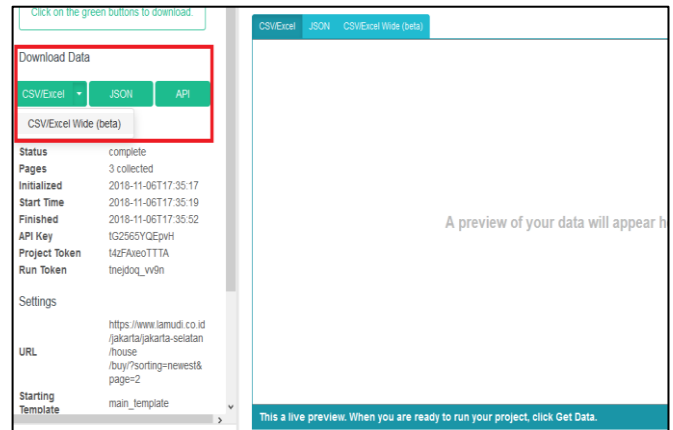 Click on the green buttons to download.
Download Data
CSV/Excel JSON API
CSV/Excel Wide (beta)
Status complete
Pages 3 collected
Initialized 2018-11-06T17:35:17
Start Time 2018-11-06T17:35:19
Finished 2018-11-06T17:35:52
API Key tG2565YQEpvH
Project Token t4zFAxeoTTTA
Run Token tnejdoq_vv9n
Settings
URL https://www.lamudi.co.id
/jakarta/jakarta-selatan
/house
/buy/?sorting=newest&
page=2
Starting
Template main_template
CSV/Excel JSON CSV/Excel Wide (beta)
A preview of your data will appear h
This a live preview. When you are ready to run your project, click Get Data.